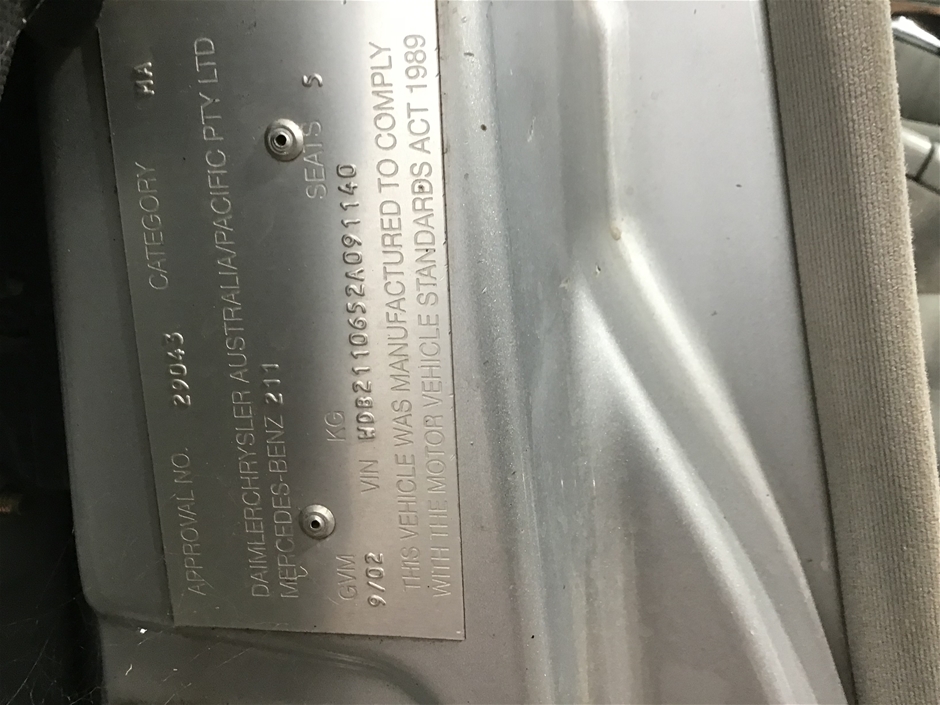 APPROVAL NO. 29043 CATEGORY MA
DAIMLERCHRYSLER AUSTRALIA/PACIFIC PTY LTD
MERCEDES-BENZ 211
SEATS 5
GVM KG
9/02 VIN WDB2110652A091140
THIS VEHICLE WAS MANUFACTURED TO COMPLY
WITH THE MOTOR VEHICLE STANDARDS ACT 1989